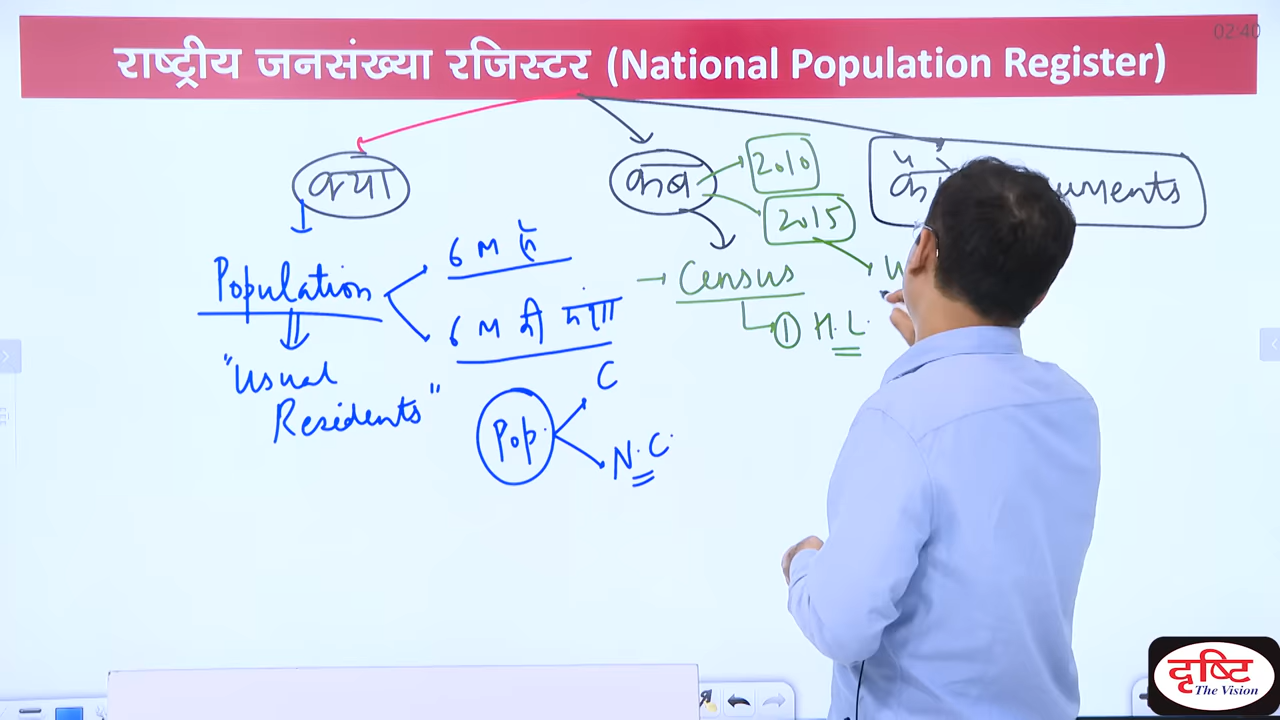 02:40
राष्ट्रीय जनसंख्या रजिस्टर (National Population Register)
क्या
कब
2010
2015
Population
6 M से
6 M की मंशा
"Usual
Residents"
Pop.
C
N.C.
→ Census
① H.L.
दृष्टि
The Vision